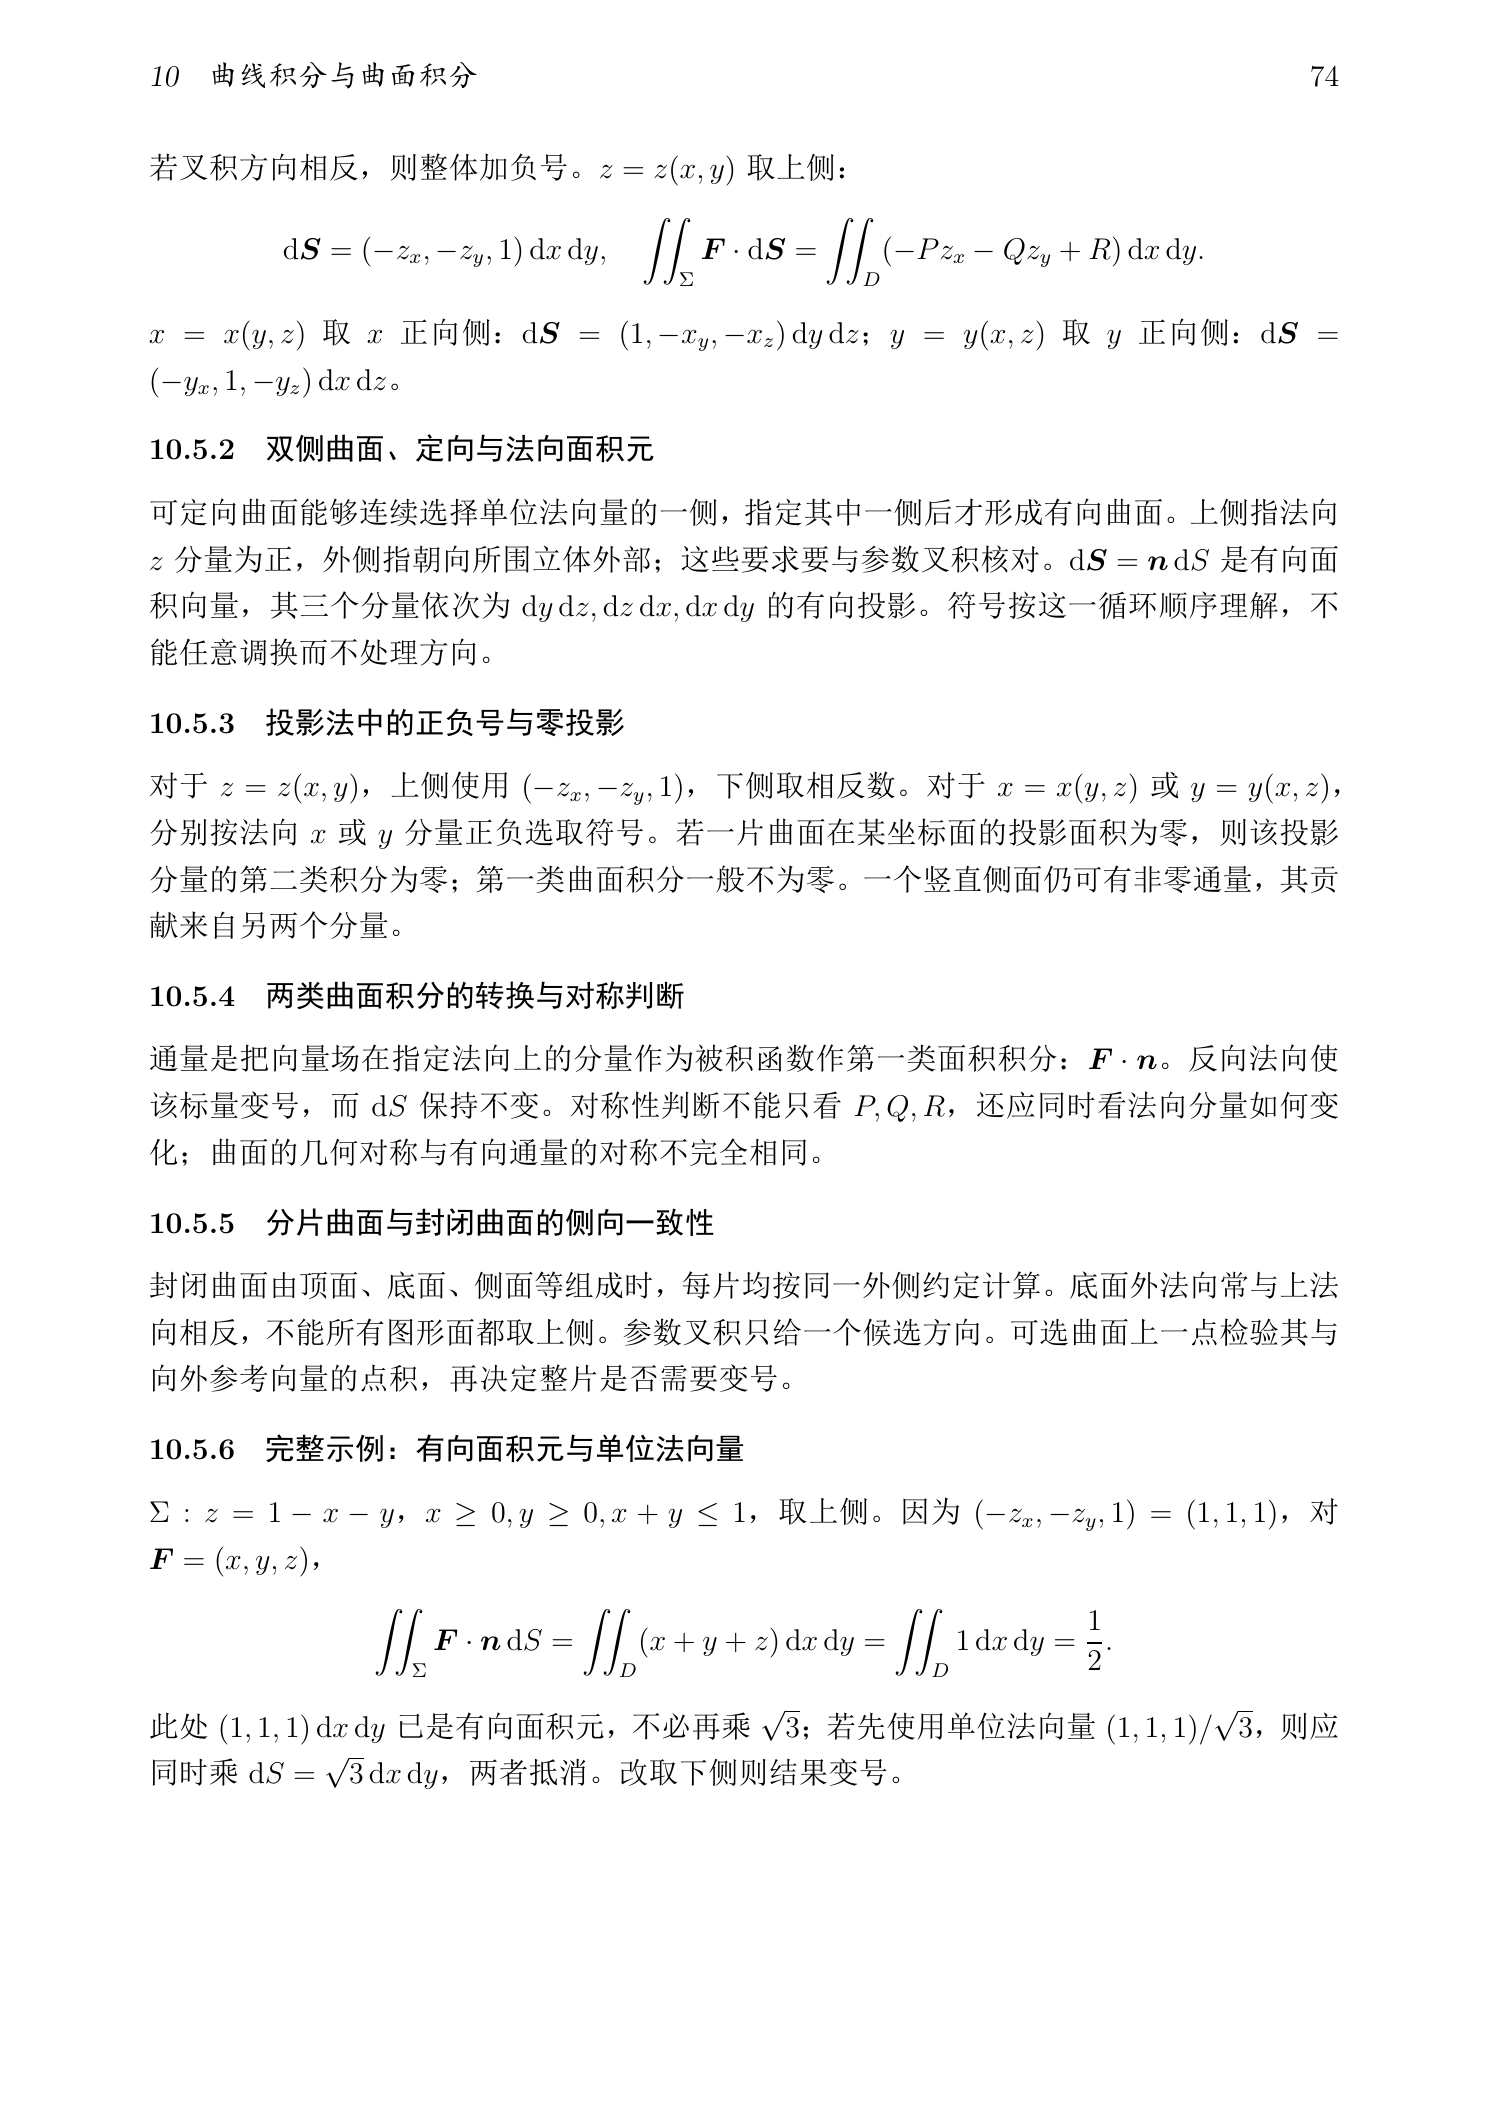 10 曲线积分与曲面积分 74
若叉积方向相反，则整体加负号。z = z(x, y) 取上侧：
dS = (−z_x, −z_y, 1) dx dy, ∬_Σ F · dS = ∬_D (−Pz_x − Qz_y + R) dx dy.
x = x(y, z) 取 x 正向侧：dS = (1, −x_y, −x_z) dy dz；y = y(x, z) 取 y 正向侧：dS =
(−y_x, 1, −y_z) dx dz。
10.5.2 双侧曲面、定向与法向面积元
可定向曲面能够连续选择单位法向量的一侧，指定其中一侧后才形成有向曲面。上侧指法向
z 分量为正，外侧指朝向所围立体外部；这些要求要与参数叉积核对。dS = n dS 是有向面
积向量，其三个分量依次为 dy dz, dz dx, dx dy 的有向投影。符号按这一循环顺序理解，不
能任意调换而不处理方向。
10.5.3 投影法中的正负号与零投影
对于 z = z(x, y)，上侧使用 (−z_x, −z_y, 1)，下侧取相反数。对于 x = x(y, z) 或 y = y(x, z)，
分别按法向 x 或 y 分量正负选取符号。若一片曲面在某坐标面的投影面积为零，则该投影
分量的第二类积分为零；第一类曲面积分一般不为零。一个竖直侧面仍可有非零通量，其贡
献来自另两个分量。
10.5.4 两类曲面积分的转换与对称判断
通量是把向量场在指定法向上的分量作为被积函数作第一类面积积分：F · n。反向法向使
该标量变号，而 dS 保持不变。对称性判断不能只看 P, Q, R，还应同时看法向分量如何变
化；曲面的几何对称与有向通量的对称不完全相同。
10.5.5 分片曲面与封闭曲面的侧向一致性
封闭曲面由顶面、底面、侧面等组成时，每片均按同一外侧约定计算。底面外法向常与上法
向相反，不能所有图形面都取上侧。参数叉积只给一个候选方向。可选曲面上一点检验其与
向外参考向量的点积，再决定整片是否需要变号。
10.5.6 完整示例：有向面积元与单位法向量
Σ : z = 1 − x − y，x ≥ 0, y ≥ 0, x + y ≤ 1，取上侧。因为 (−z_x, −z_y, 1) = (1, 1, 1)，对
F = (x, y, z)，
∬_Σ F · n dS = ∬_D (x + y + z) dx dy = ∬_D 1 dx dy = 1/2.
此处 (1, 1, 1) dx dy 已是有向面积元，不必再乘 √3；若先使用单位法向量 (1, 1, 1)/√3，则应
同时乘 dS = √3 dx dy，两者抵消。改取下侧则结果变号。